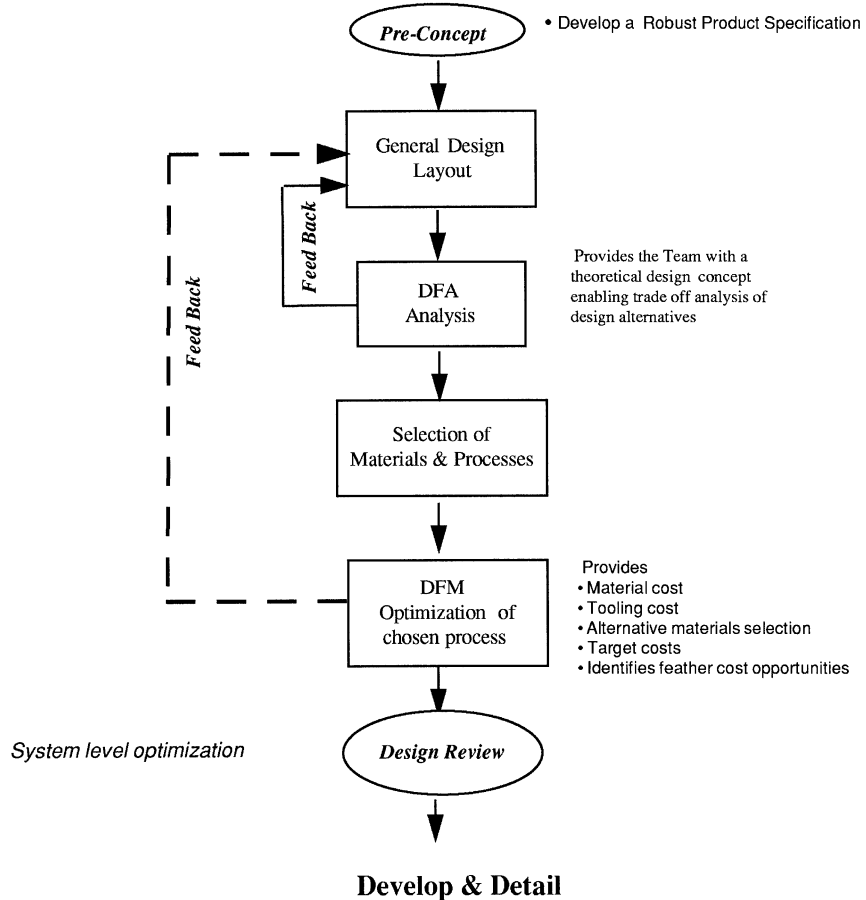 Pre-Concept
• Develop a Robust Product Specification
General Design
Layout
Feed Back
Feed Back
DFA
Analysis
Provides the Team with a
theoretical design concept
enabling trade off analysis of
design alternatives
Selection of
Materials & Processes
DFM
Optimization of
chosen process
Provides
• Material cost
• Tooling cost
• Alternative materials selection
• Target costs
• Identifies feather cost opportunities
System level optimization
Design Review
Develop & Detail